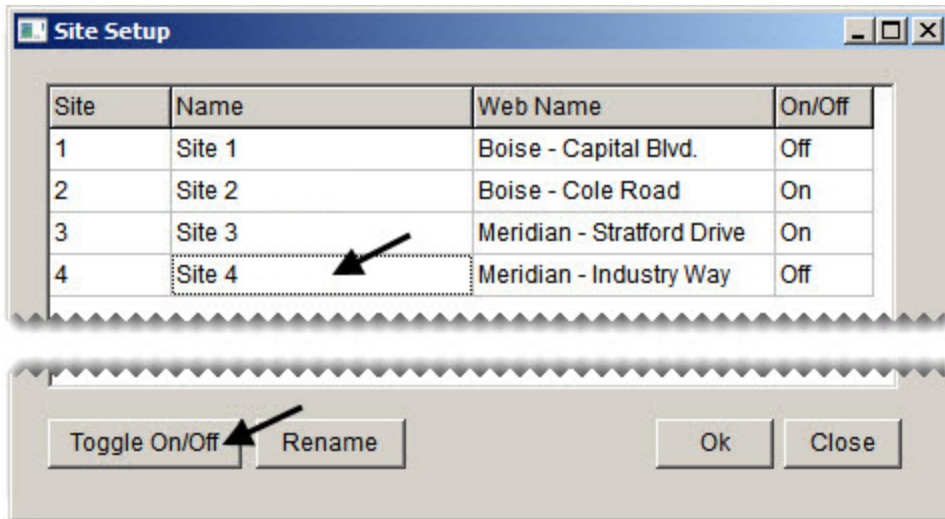 Site Setup
Site Name Web Name On/Off
1 Site 1 Boise - Capital Blvd. Off
2 Site 2 Boise - Cole Road On
3 Site 3 Meridian - Stratford Drive On
4 Site 4 Meridian - Industry Way Off
Toggle On/Off Rename Ok Close